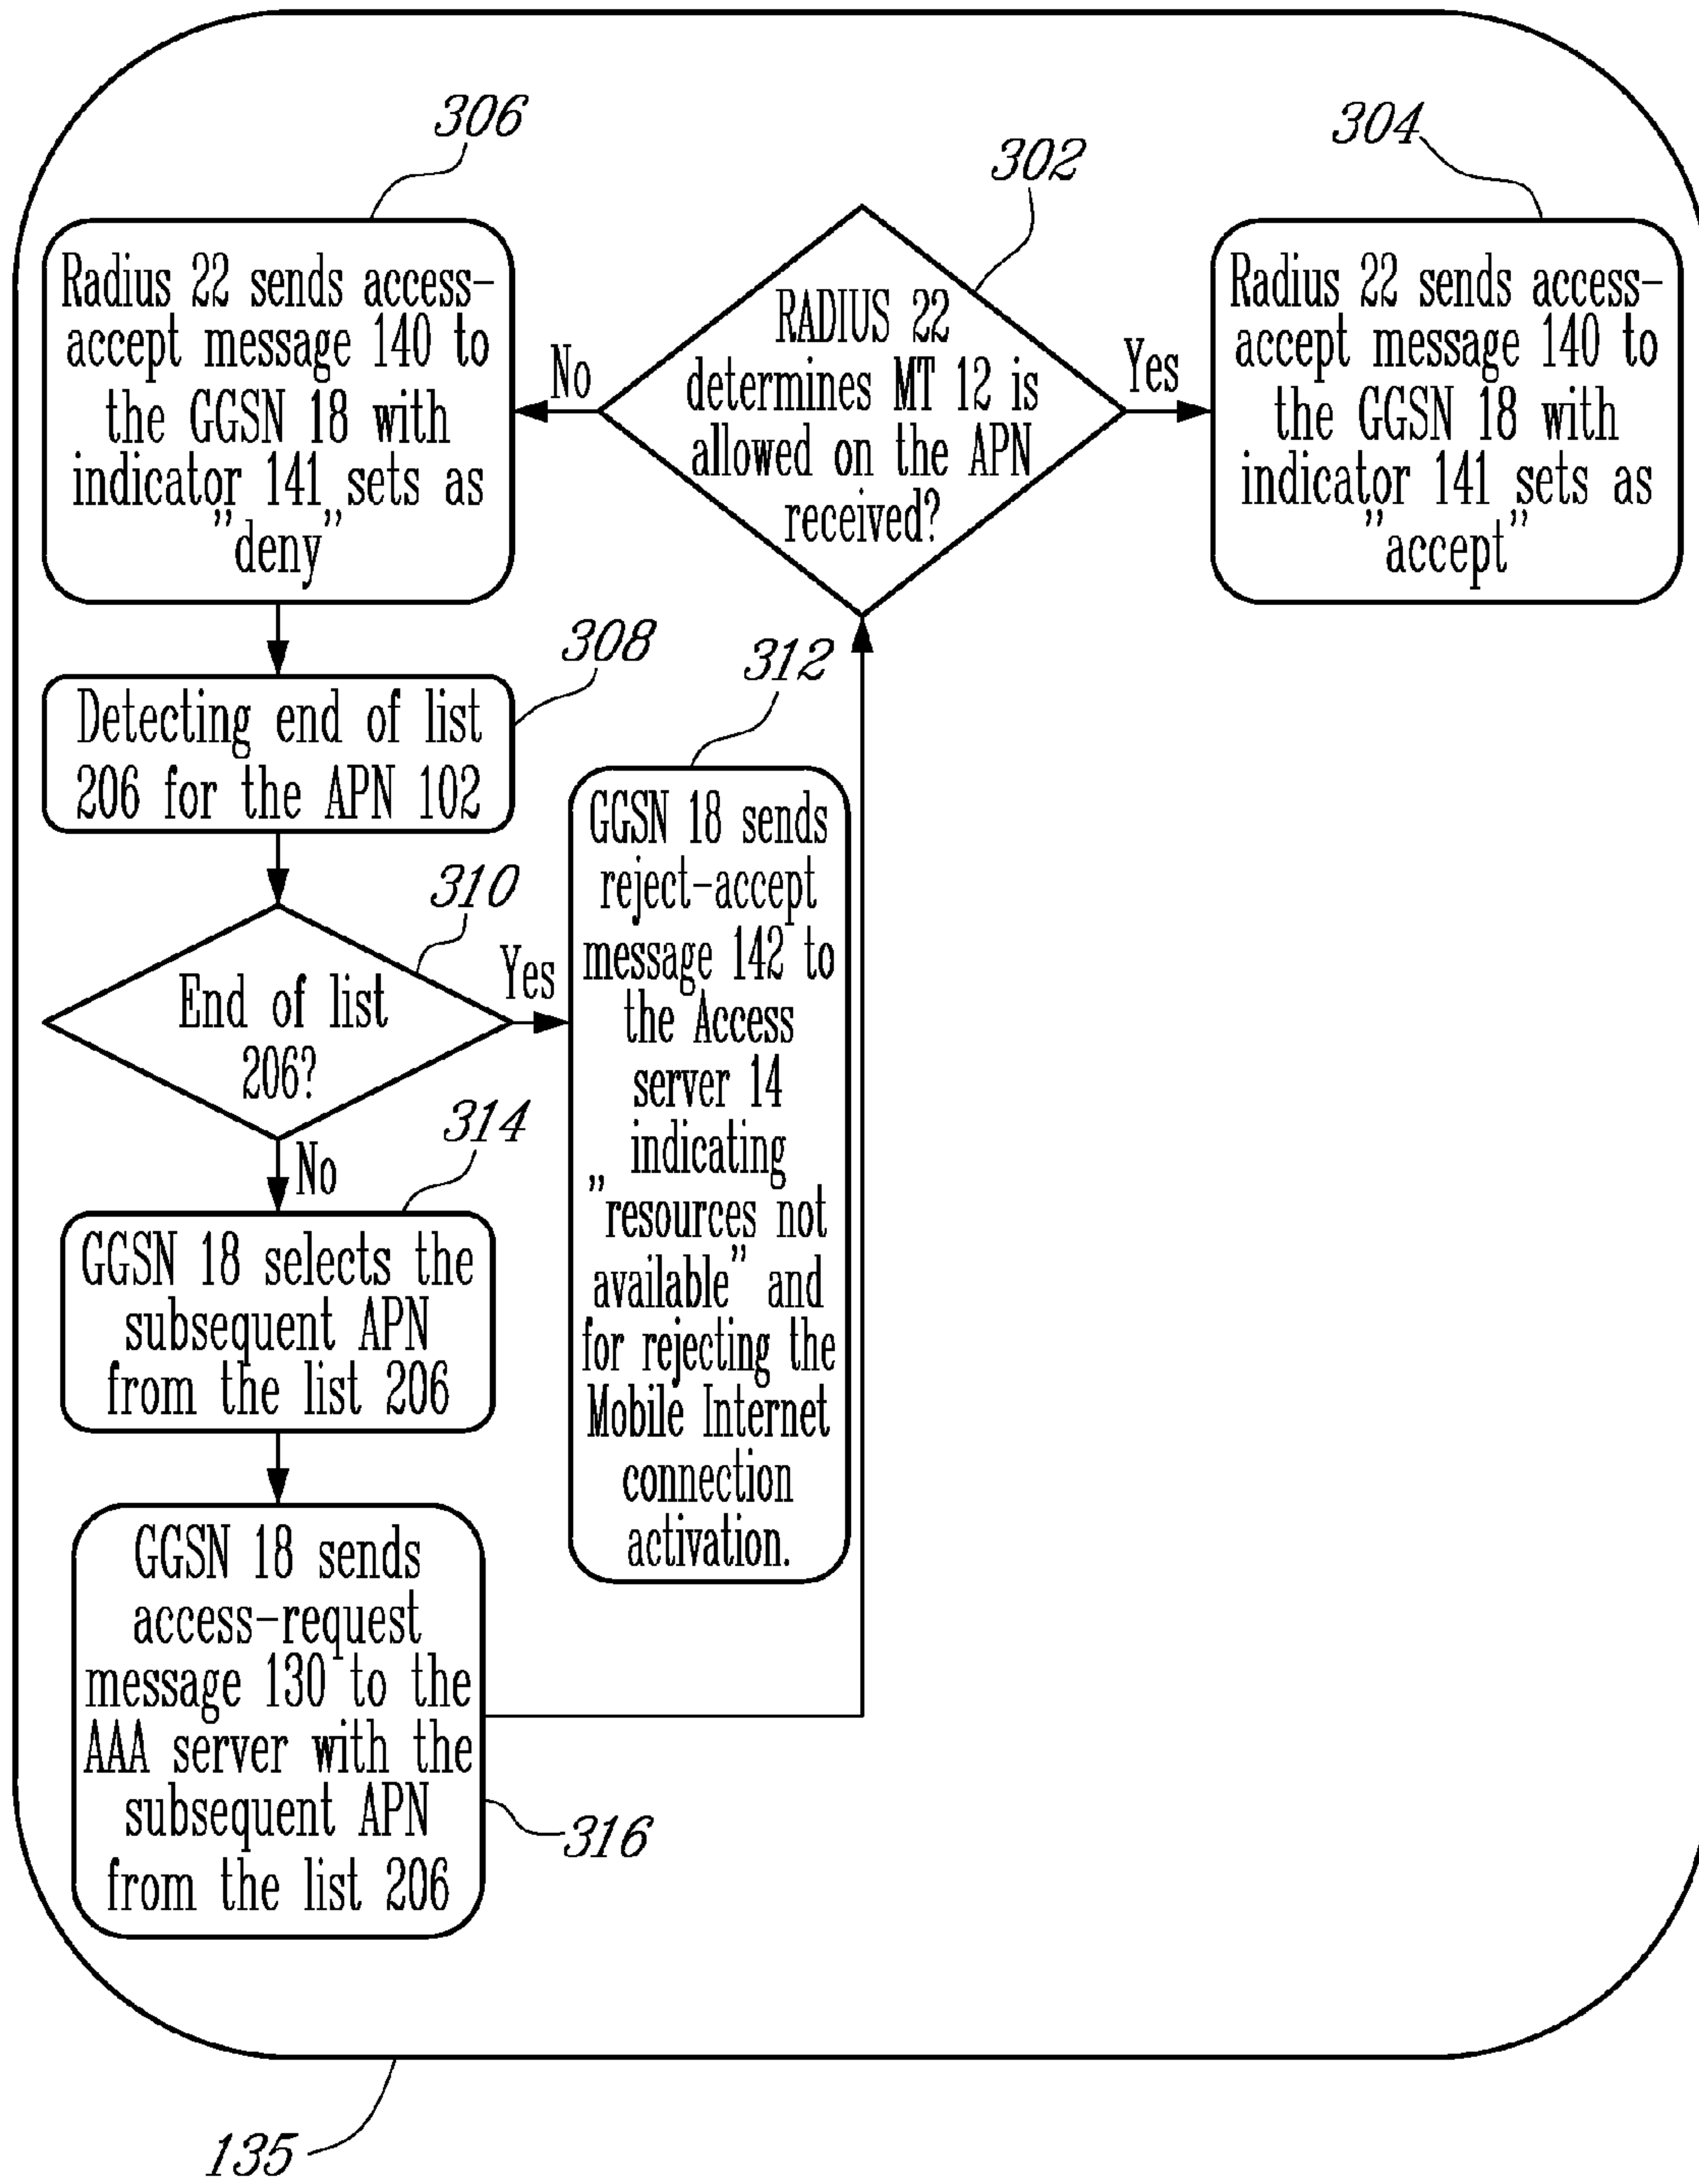 306
302
304
Radius 22 sends access-
accept message 140 to
the GGSN 18 with
indicator 141 sets as
"deny"
No
RADIUS 22
determines MT 12 is
allowed on the APN
received?
Yes
Radius 22 sends access-
accept message 140 to
the GGSN 18 with
indicator 141 sets as
"accept"
308
Detecting end of list
206 for the APN 102
312
310
End of list
206?
Yes
GGSN 18 sends
reject-accept
message 142 to
the Access
server 14
indicating
"resources not
available" and
for rejecting the
Mobile Internet
connection
activation.
No
314
GGSN 18 selects the
subsequent APN
from the list 206
GGSN 18 sends
access-request
message 130 to the
AAA server with the
subsequent APN
from the list 206
316
135